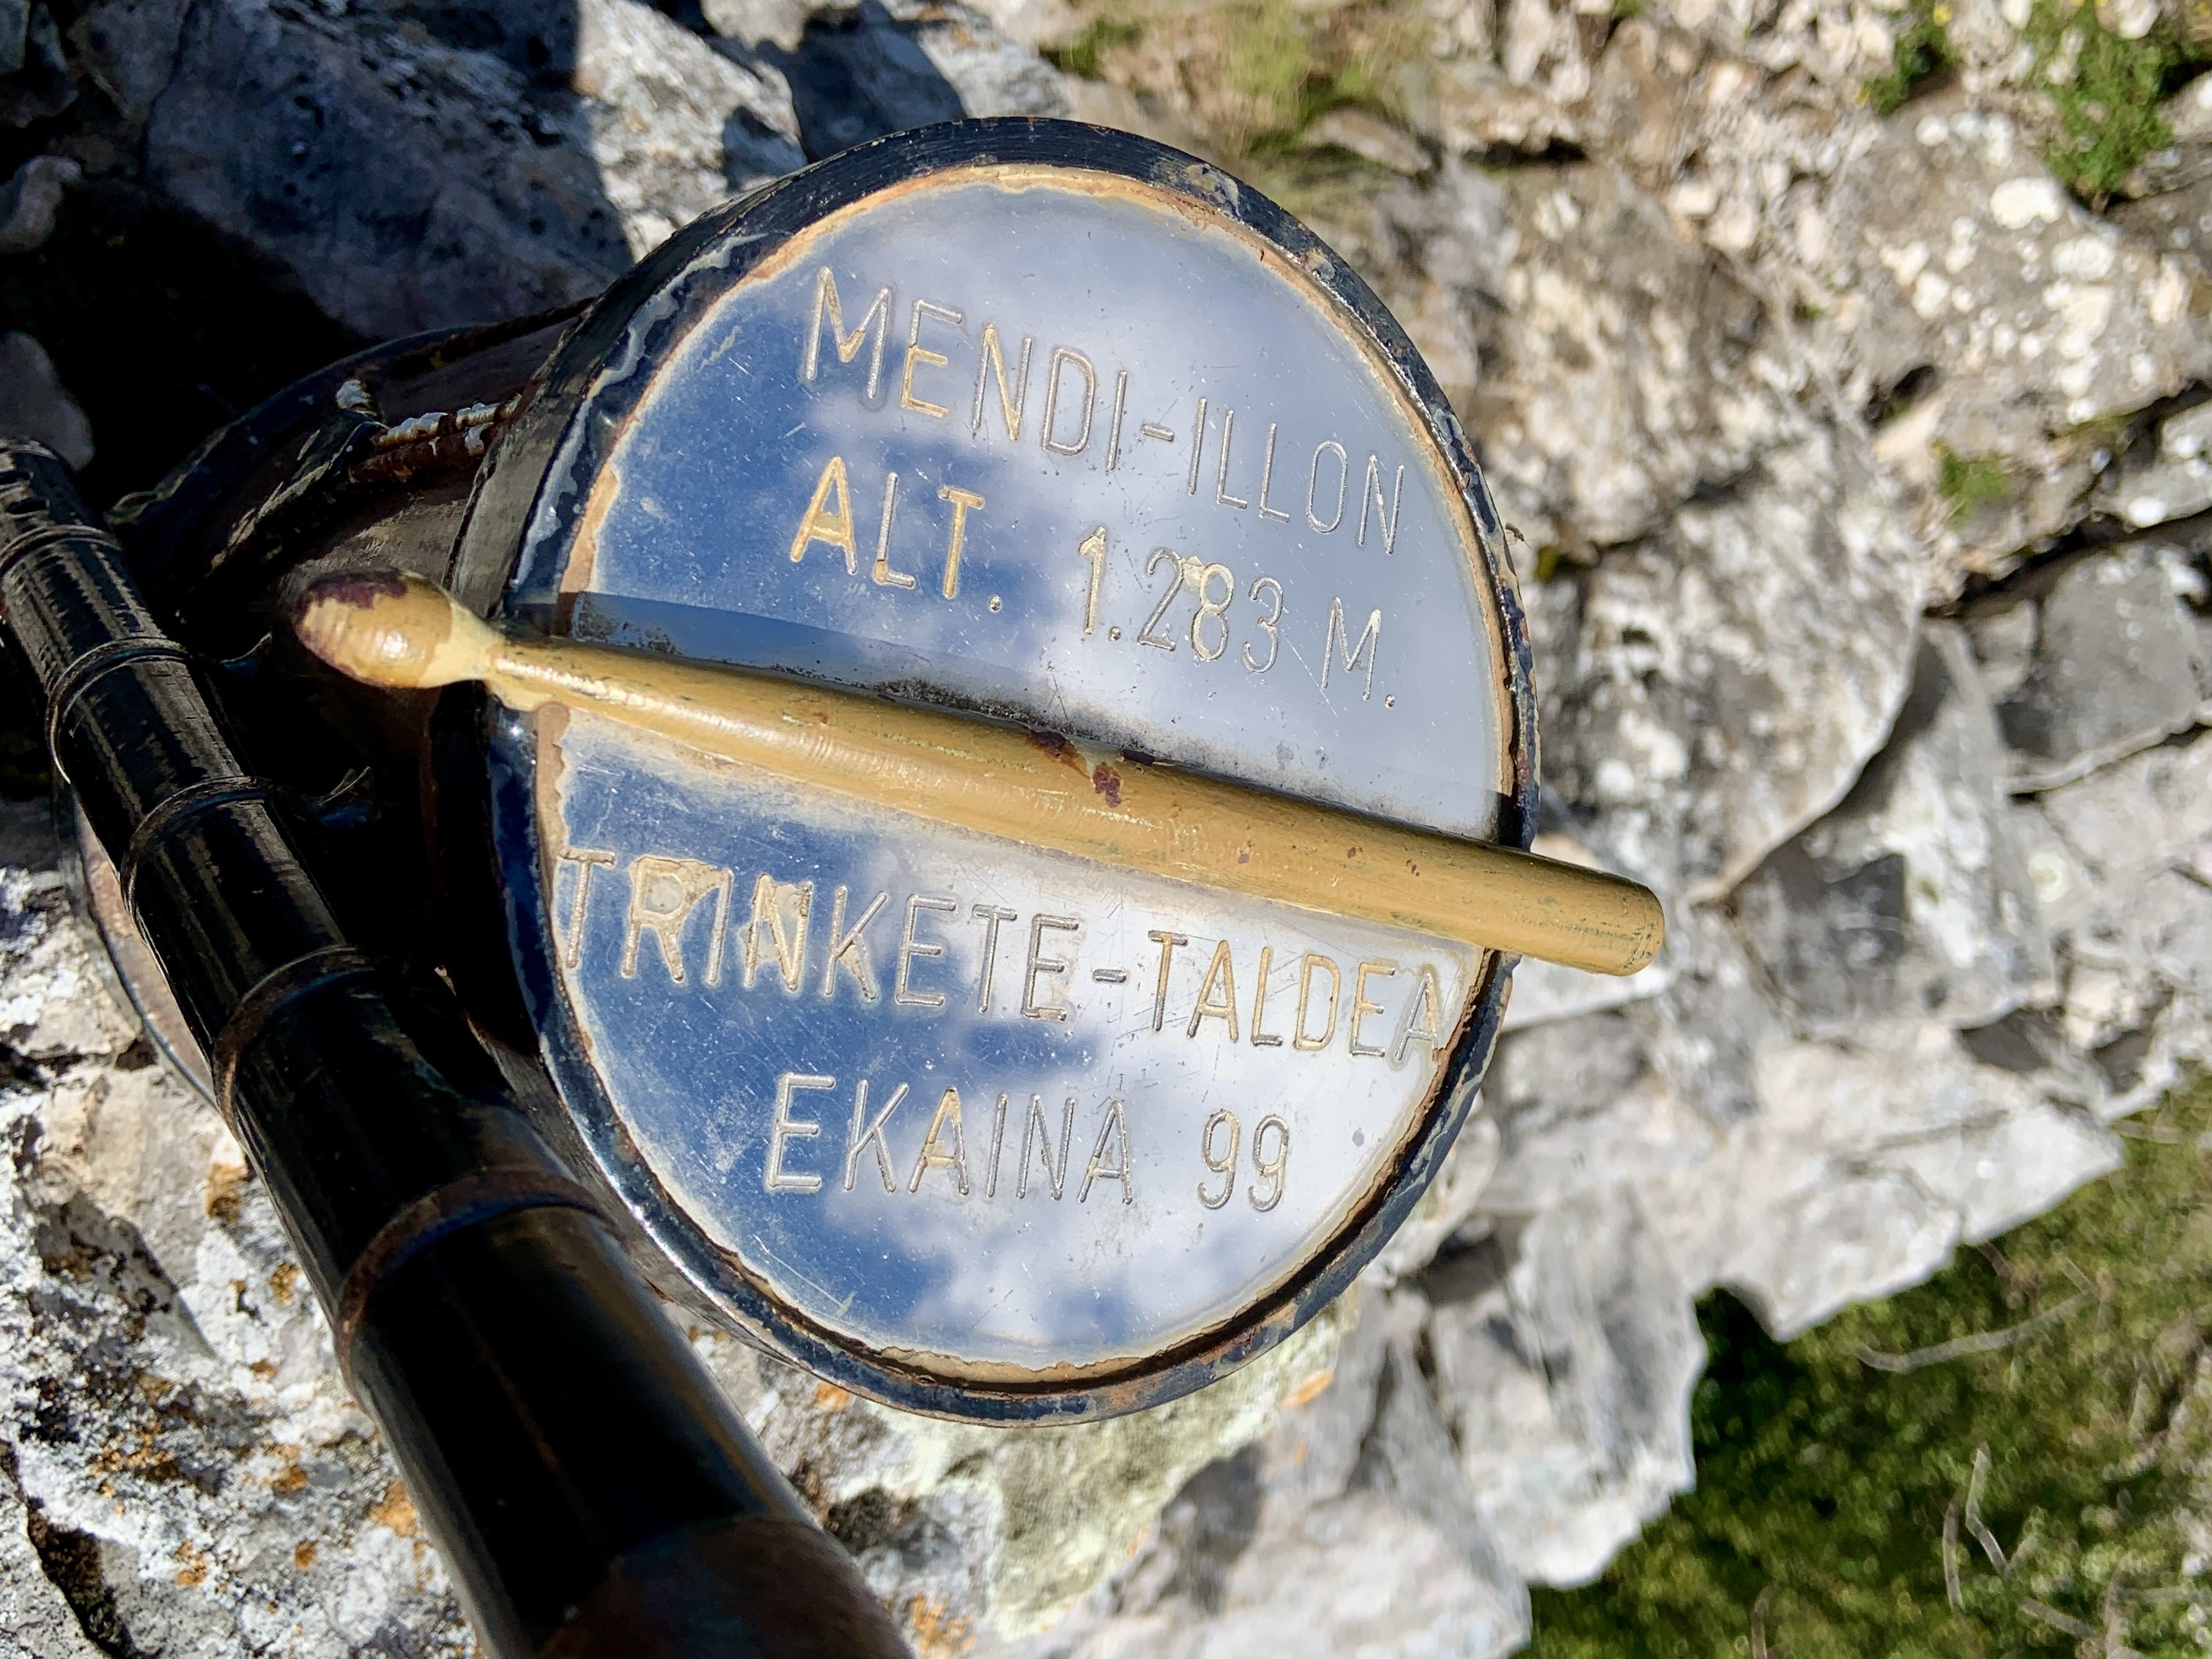 MENDI-ILLON
ALT. 1.283 M.
TRINKETE-TALDEA
EKAINA 99